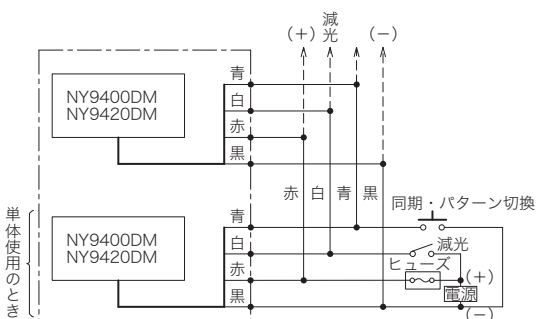 減光
(+)
(−)
青
白
赤
黒
NY9400DM
NY9420DM
赤 白 青 黒
同期・パターン切換
単体使用のとき
青
白
赤
黒
NY9400DM
NY9420DM
減光
ヒューズ
(+)
電源
(−)